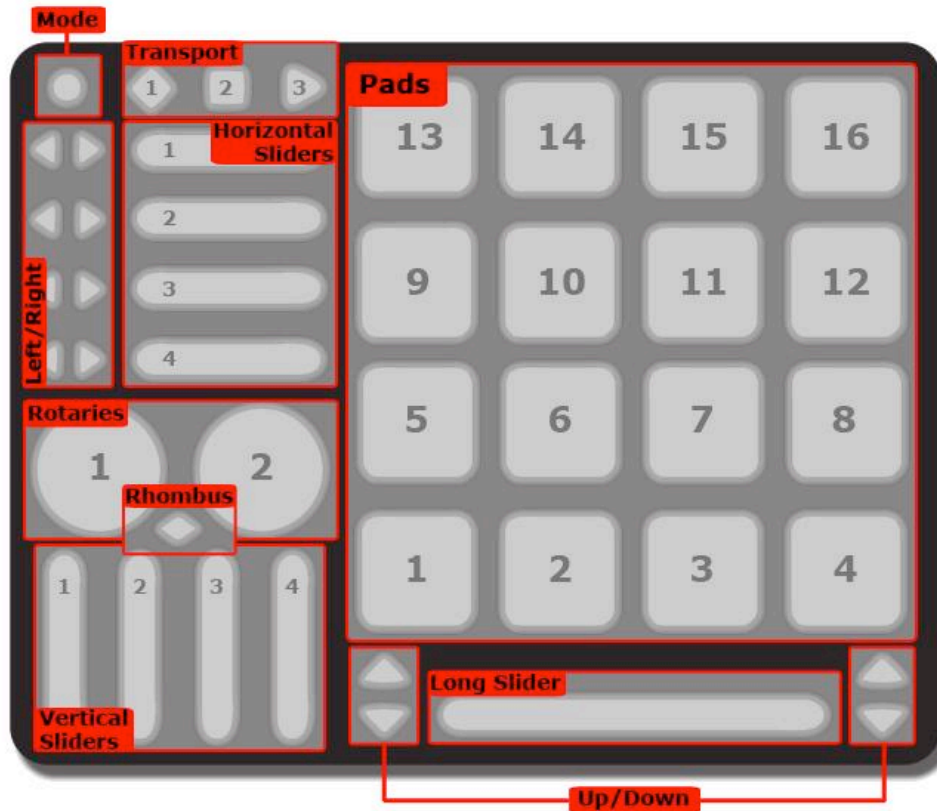 Mode
Transport
1 2 3
Pads
13 14 15 16
Horizontal
Sliders
1
2
3
4
Left/Right
9 10 11 12
5 6 7 8
1 2 3 4
Rotaries
1 2
Rhombus
1 2 3 4
Vertical
Sliders
Long Slider
Up/Down